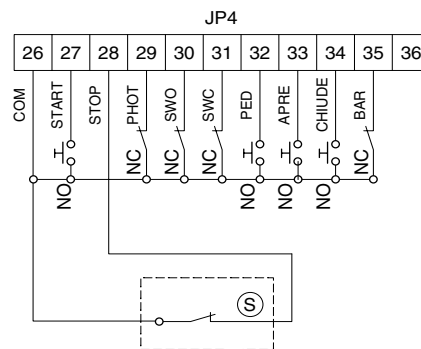 JP4
26 27 28 29 30 31 32 33 34 35 36
COM START STOP PHOT SWO SWC PED APRE CHIUDE BAR
NO NC NC NC NO NO NO NC
S